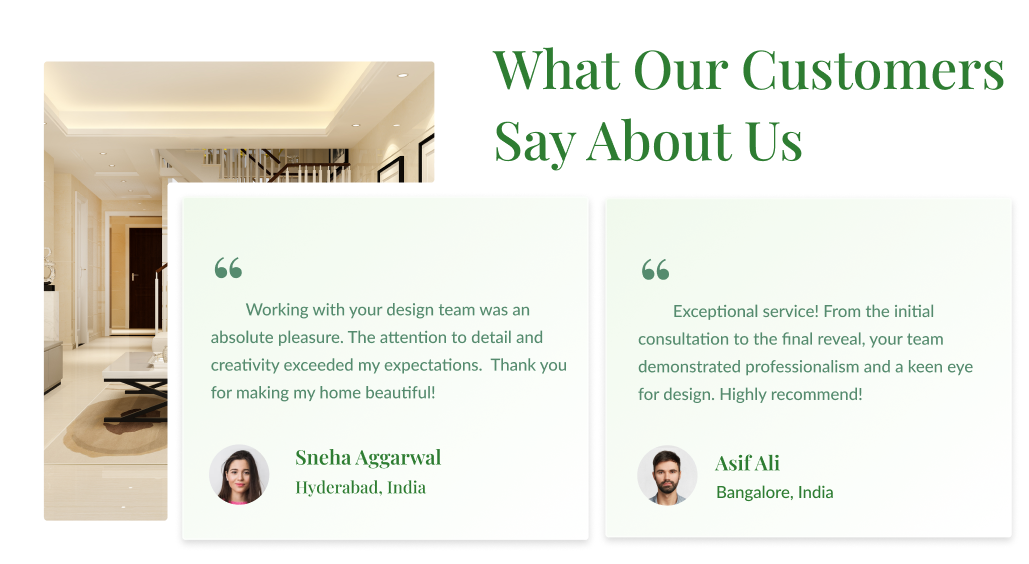 What Our Customers
Say About Us
“
Working with your design team was an
absolute pleasure. The attention to detail and
creativity exceeded my expectations.  Thank you
for making my home beautiful!
Sneha Aggarwal
Hyderabad, India
“
Exceptional service! From the initial
consultation to the final reveal, your team
demonstrated professionalism and a keen eye
for design. Highly recommend!
Asif Ali
Bangalore, India